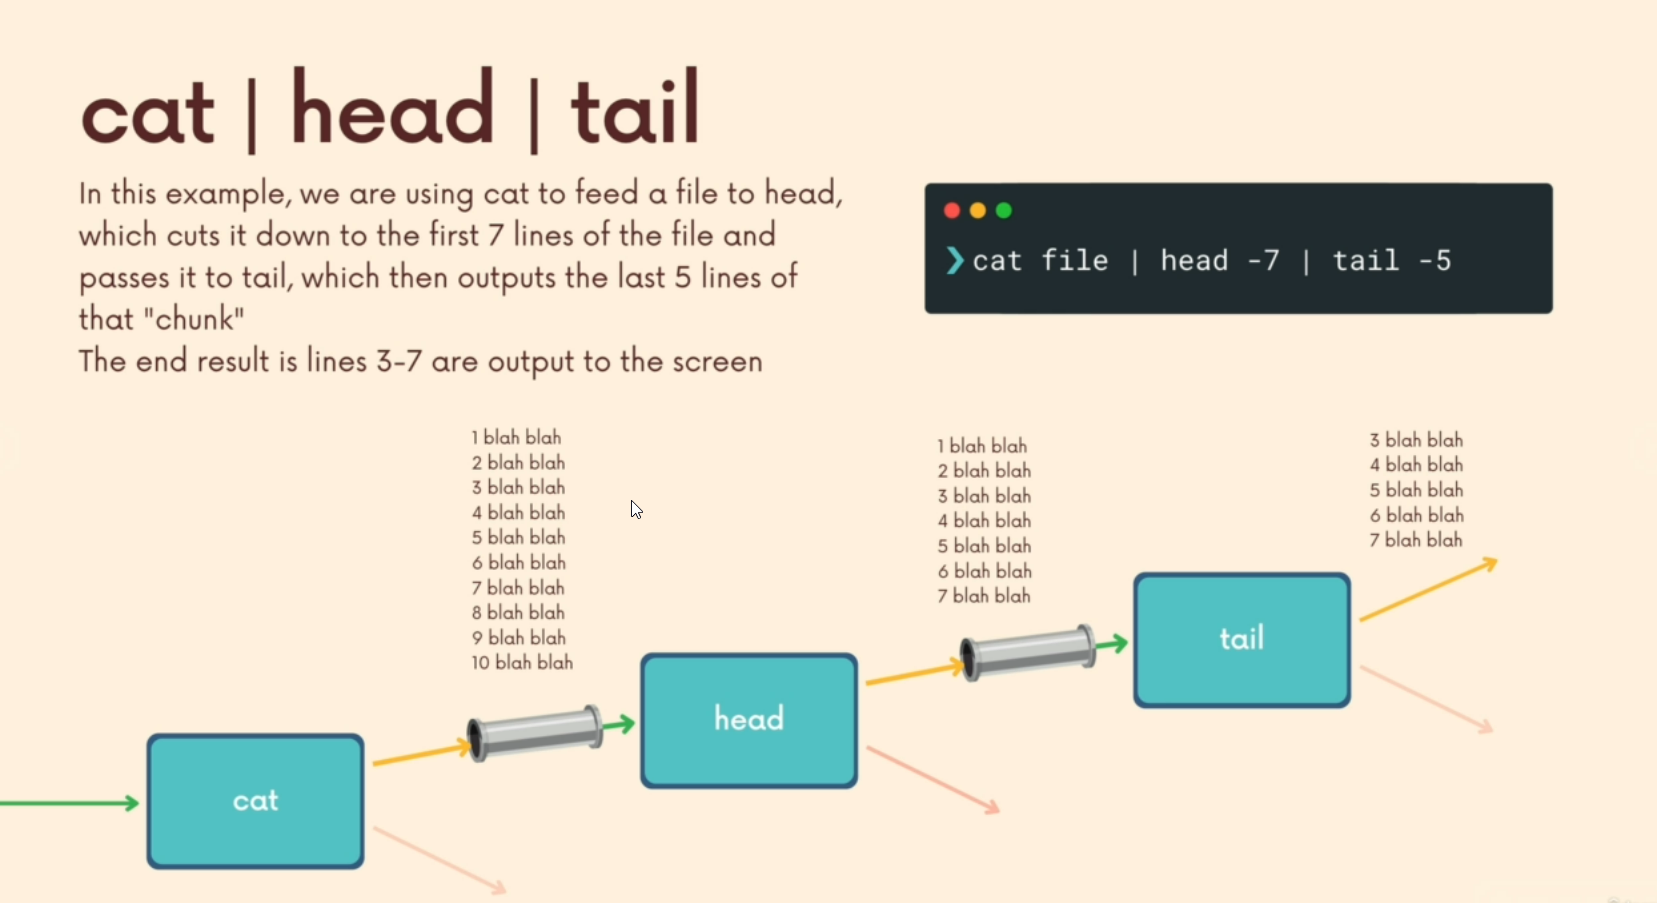 cat | head | tail
In this example, we are using cat to feed a file to head,
which cuts it down to the first 7 lines of the file and
passes it to tail, which then outputs the last 5 lines of
that "chunk"
The end result is lines 3-7 are output to the screen
❯ cat file | head -7 | tail -5
1 blah blah
2 blah blah
3 blah blah
4 blah blah
5 blah blah
6 blah blah
7 blah blah
8 blah blah
9 blah blah
10 blah blah
1 blah blah
2 blah blah
3 blah blah
4 blah blah
5 blah blah
6 blah blah
7 blah blah
3 blah blah
4 blah blah
5 blah blah
6 blah blah
7 blah blah
cat
head
tail